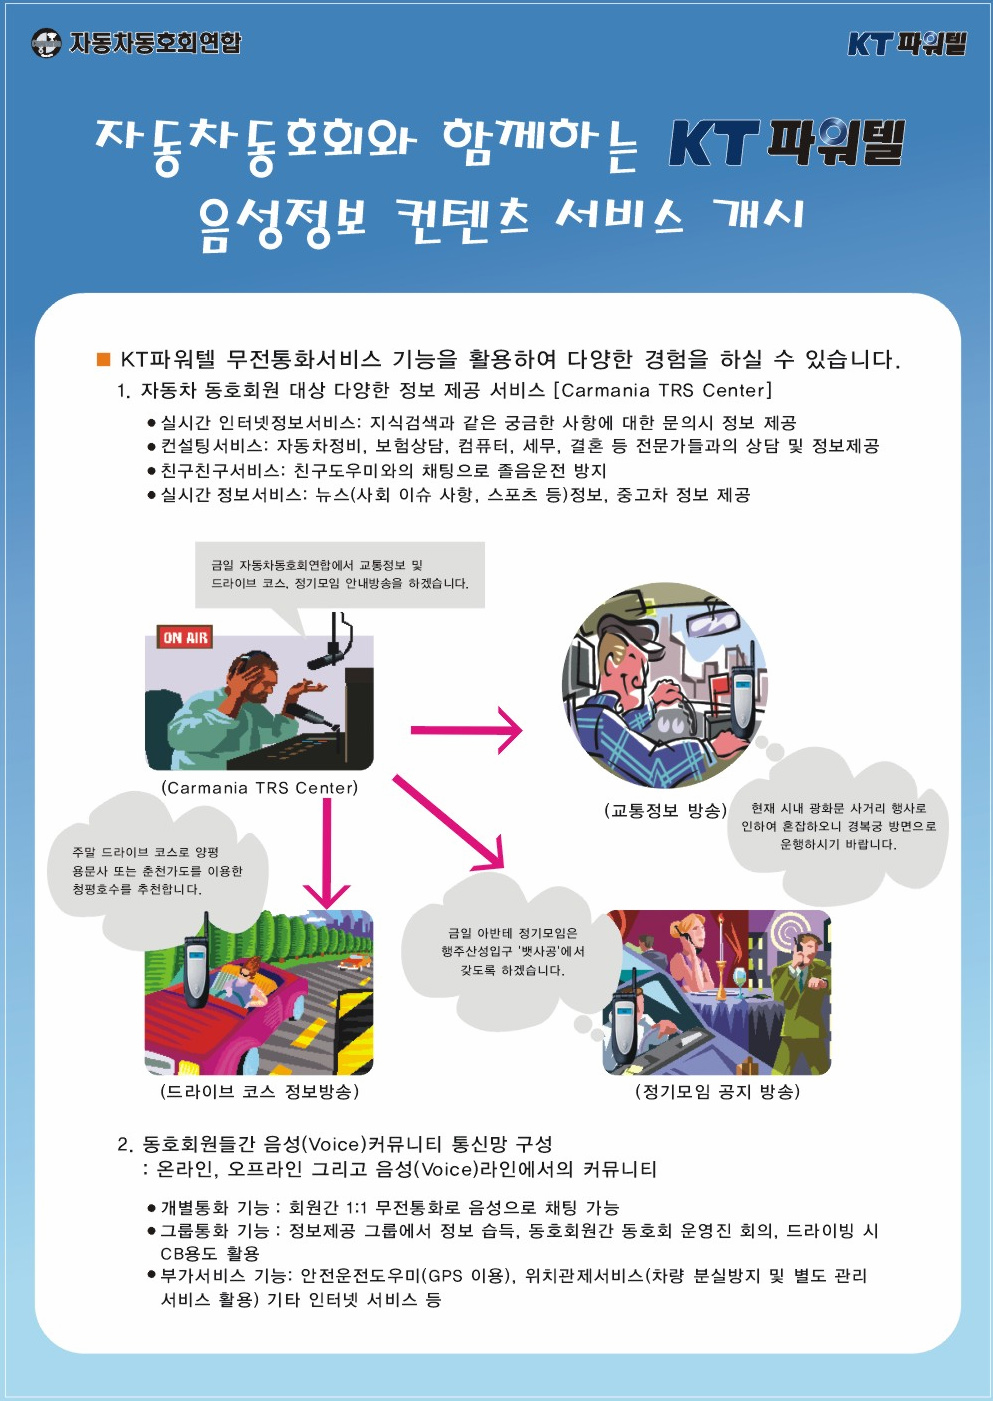 자동차동호회연합
KT 파워텔
자동차동호회와 함께하는 KT 파워텔
음성정보 컨텐츠 서비스 개시
■ KT파워텔 무전통화서비스 기능을 활용하여 다양한 경험을 하실 수 있습니다.
1. 자동차 동호회원 대상 다양한 정보 제공 서비스 [Carmania TRS Center]
● 실시간 인터넷정보서비스: 지식검색과 같은 궁금한 사항에 대한 문의시 정보 제공
● 컨설팅서비스: 자동차정비, 보험상담, 컴퓨터, 세무, 결혼 등 전문가들과의 상담 및 정보제공
● 친구친구서비스: 친구도우미와의 채팅으로 졸음운전 방지
● 실시간 정보서비스: 뉴스(사회 이슈 사항, 스포츠 등)정보, 중고차 정보 제공
금일 자동차동호회연합에서 교통정보 및
드라이브 코스, 정기모임 안내방송을 하겠습니다.
ON AIR
(Carmania TRS Center)
(교통정보 방송)
현재 시내 광화문 사거리 행사로
인하여 혼잡하오니 경복궁 방면으로
운행하시기 바랍니다.
주말 드라이브 코스로 양평
용문사 또는 춘천가도를 이용한
청평호수를 추천합니다.
금일 아반테 정기모임은
행주산성입구 '뱃사공'에서
갖도록 하겠습니다.
(드라이브 코스 정보방송)
(정기모임 공지 방송)
2. 동호회원들간 음성(Voice)커뮤니티 통신망 구성
: 온라인, 오프라인 그리고 음성(Voice)라인에서의 커뮤니티
● 개별통화 기능 : 회원간 1:1 무전통화로 음성으로 채팅 가능
● 그룹통화 기능 : 정보제공 그룹에서 정보 습득, 동호회원간 동호회 운영진 회의, 드라이빙 시
CB용도 활용
● 부가서비스 기능: 안전운전도우미(GPS 이용), 위치관제서비스(차량 분실방지 및 별도 관리
서비스 활용) 기타 인터넷 서비스 등